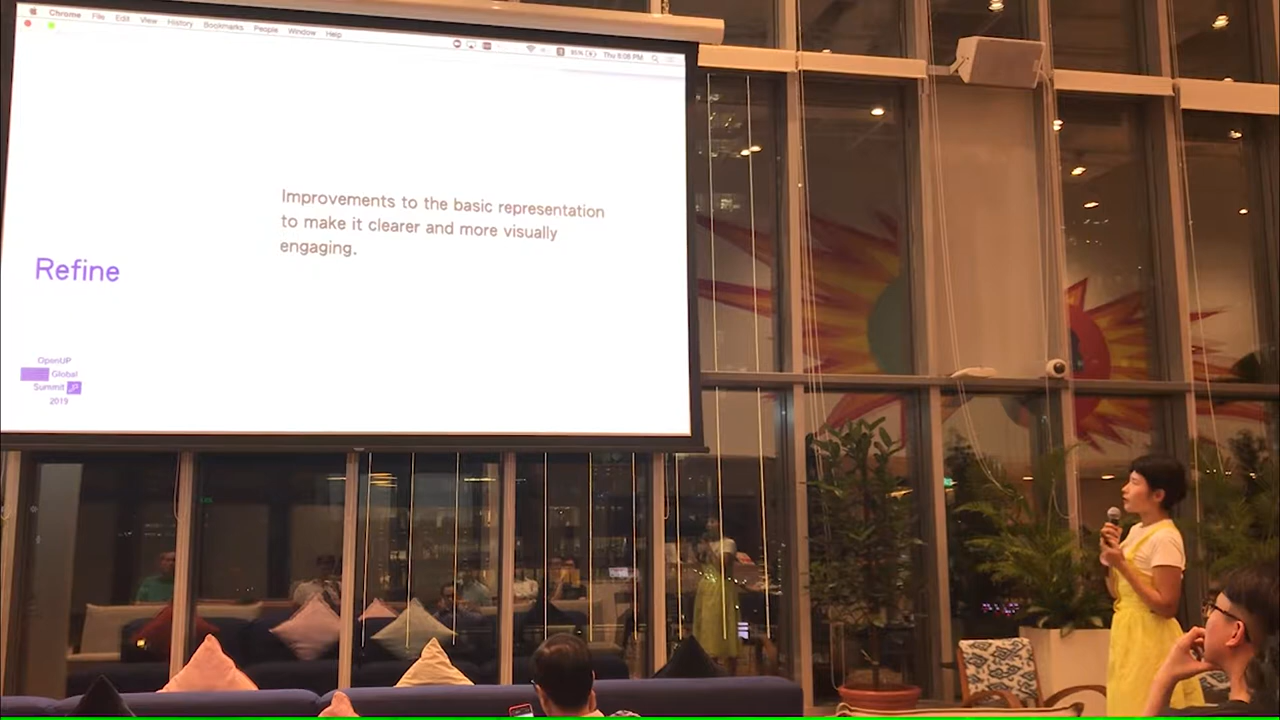 Chrome File Edit View History Bookmarks People Window Help
85% Thu 8:08 PM
Improvements to the basic representation
to make it clearer and more visually
engaging.
Refine
OpenUP
Global
Summit
2019